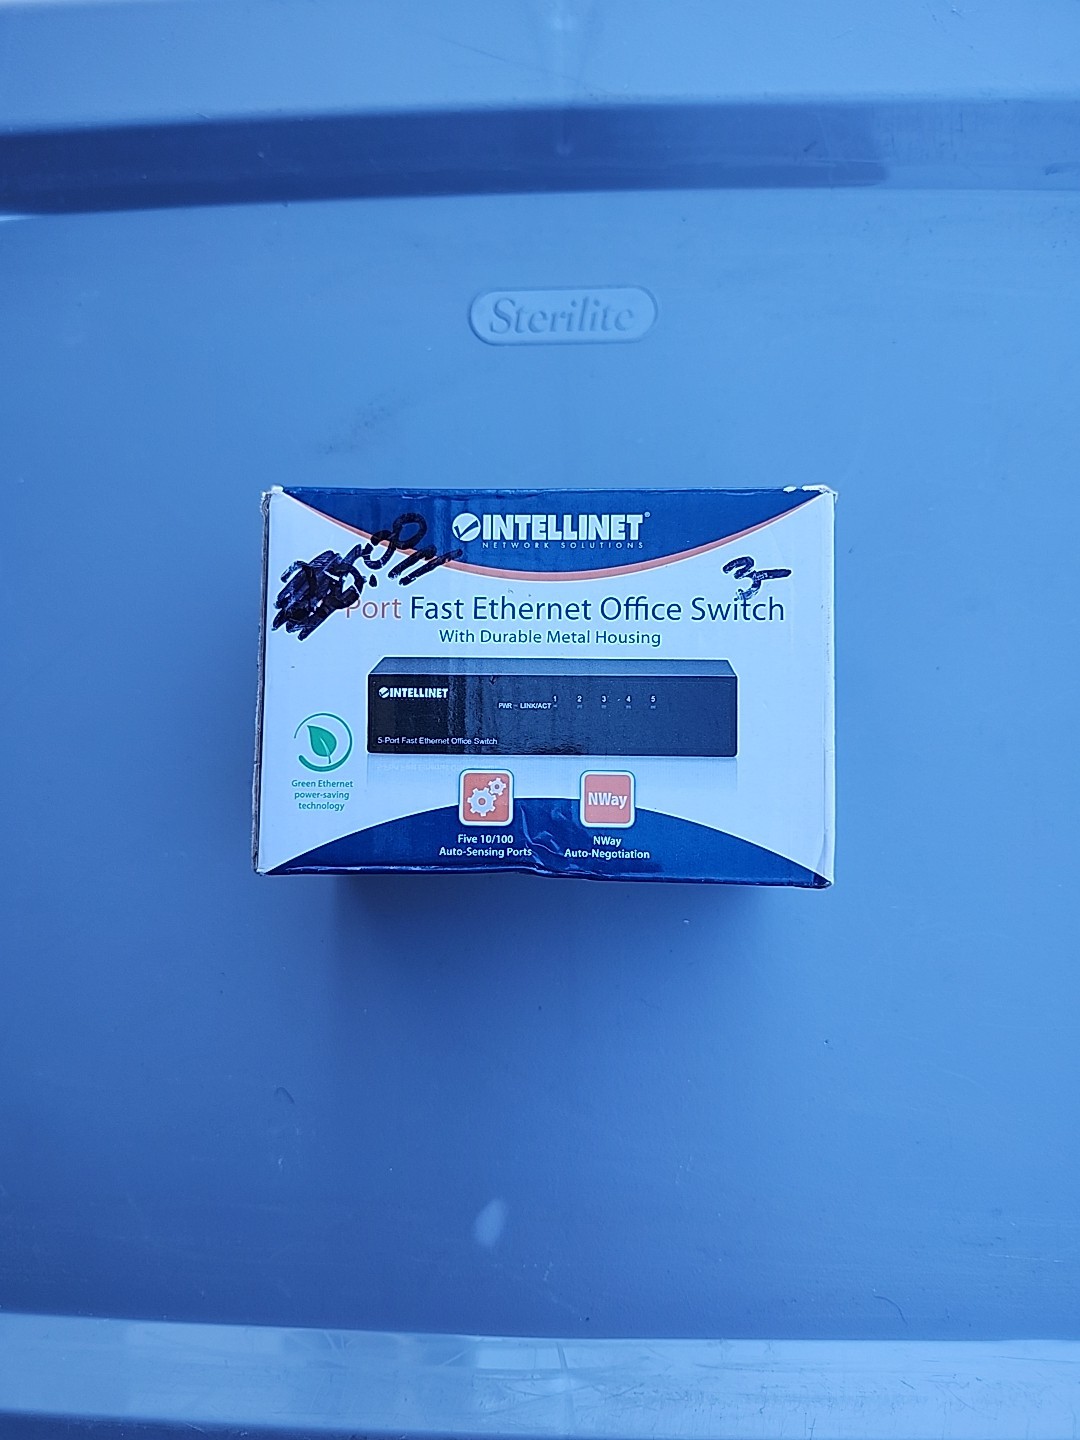 Sterilite
INTELLINET®
NETWORK SOLUTIONS
3-
Port Fast Ethernet Office Switch
With Durable Metal Housing
INTELLINET
1 2 3 4 5
PWR - LINK/ACT
5-Port Fast Ethernet Office Switch
Green Ethernet
power-saving
technology
NWay
Five 10/100
Auto-Sensing Ports
NWay
Auto-Negotiation